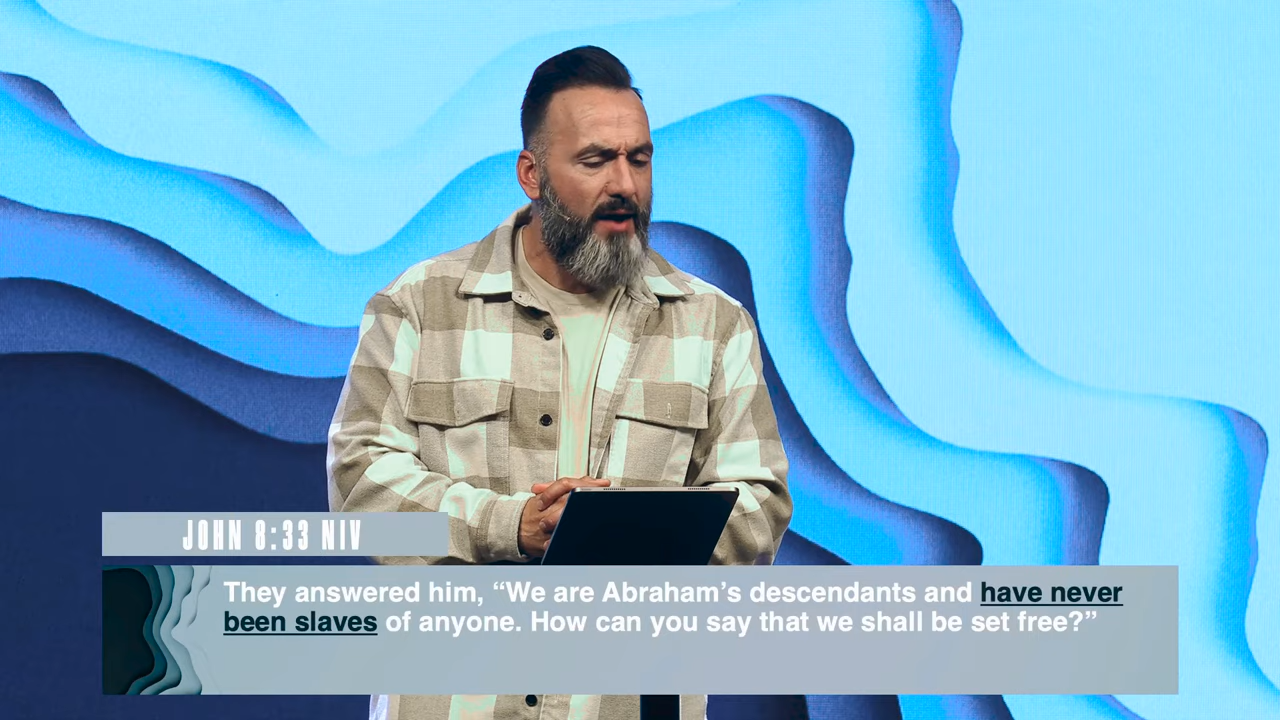 JOHN 8:33 NIV
They answered him, “We are Abraham’s descendants and have never
been slaves of anyone. How can you say that we shall be set free?”